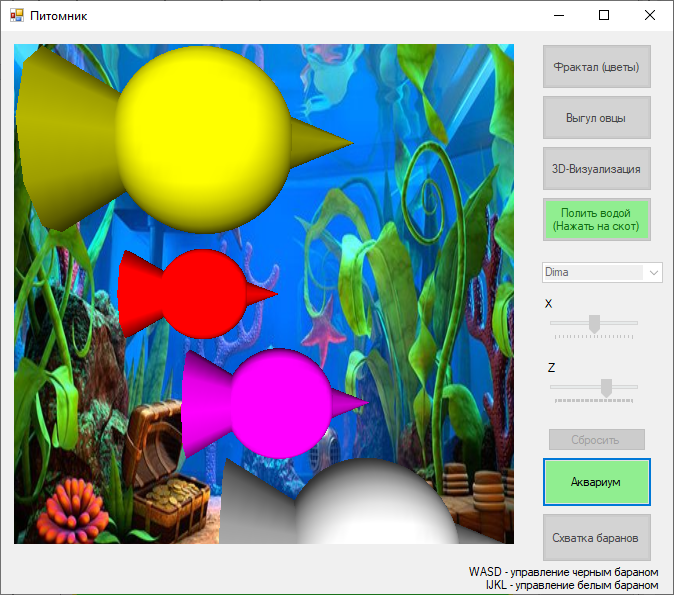 Питомник
Фрактал (цветы)
Выгул овцы
3D-Визуализация
Полить водой
(Нажать на скот)
Dima
X
Z
Сбросить
Аквариум
Схватка баранов
WASD - управление черным бараном
IJKL - управление белым бараном